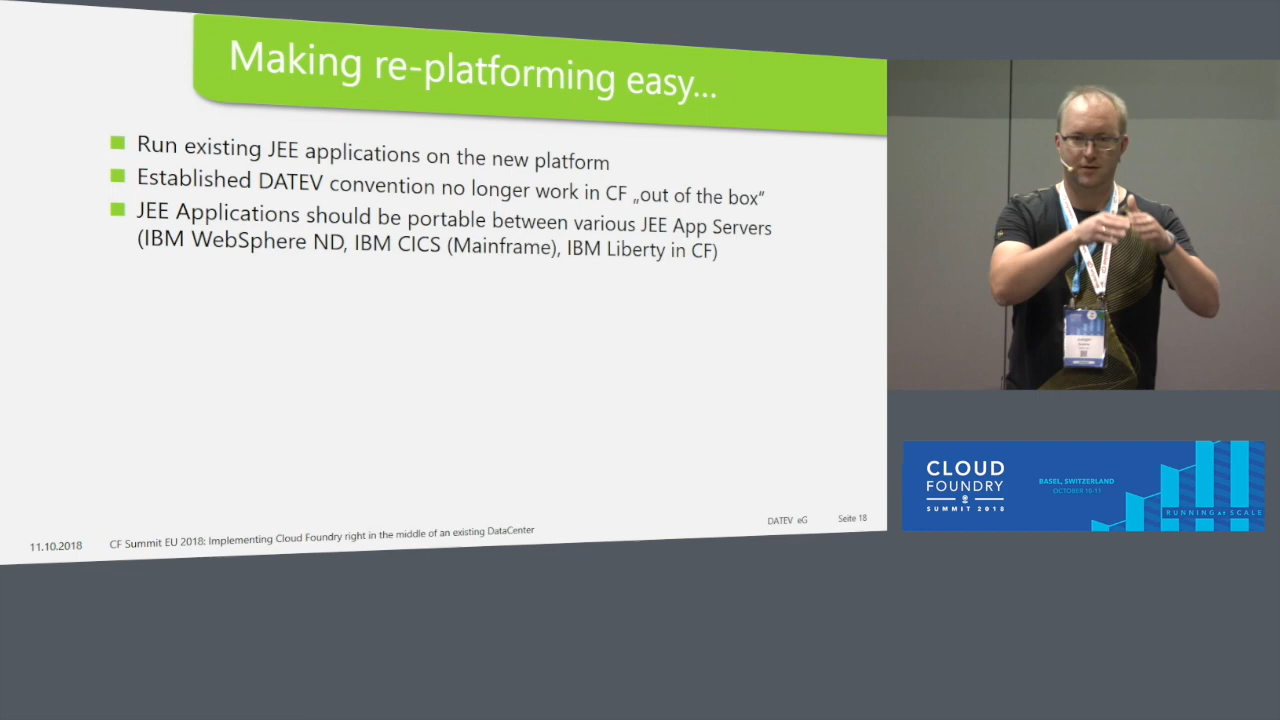 Making re-platforming easy...
Run existing JEE applications on the new platform
Established DATEV convention no longer work in CF „out of the box“
JEE Applications should be portable between various JEE App Servers
(IBM WebSphere ND, IBM CICS (Mainframe), IBM Liberty in CF)
11.10.2018
CF Summit EU 2018: Implementing Cloud Foundry right in the middle of an existing DataCenter
DATEV eG
Seite 18
CLOUD
FOUNDRY
SUMMIT 2018
BASEL, SWITZERLAND
OCTOBER 10-11
RUNNING AT SCALE